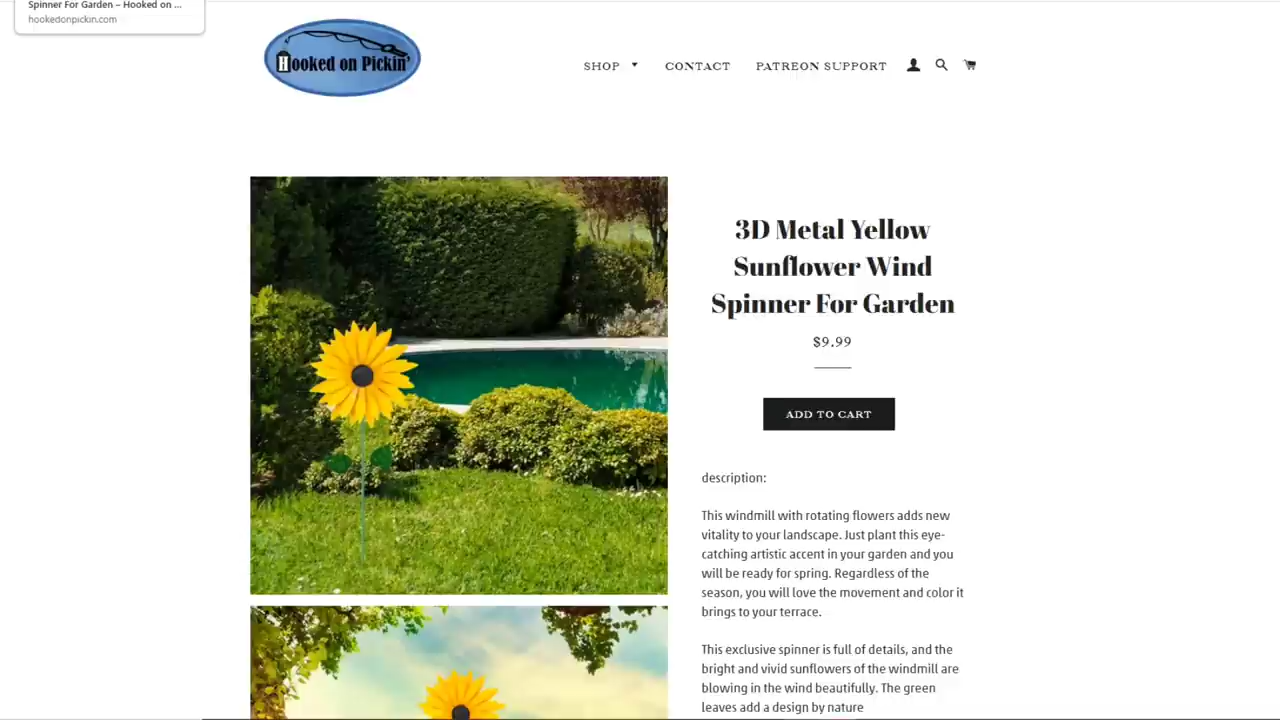 Spinner For Garden – Hooked on ...
hookedonpickin.com
Hooked on Pickin'
SHOP
CONTACT
PATREON SUPPORT
3D Metal Yellow
Sunflower Wind
Spinner For Garden
$9.99
ADD TO CART
description:
This windmill with rotating flowers adds new
vitality to your landscape. Just plant this eye-
catching artistic accent in your garden and you
will be ready for spring. Regardless of the
season, you will love the movement and color it
brings to your terrace.
This exclusive spinner is full of details, and the
bright and vivid sunflowers of the windmill are
blowing in the wind beautifully. The green
leaves add a design by nature